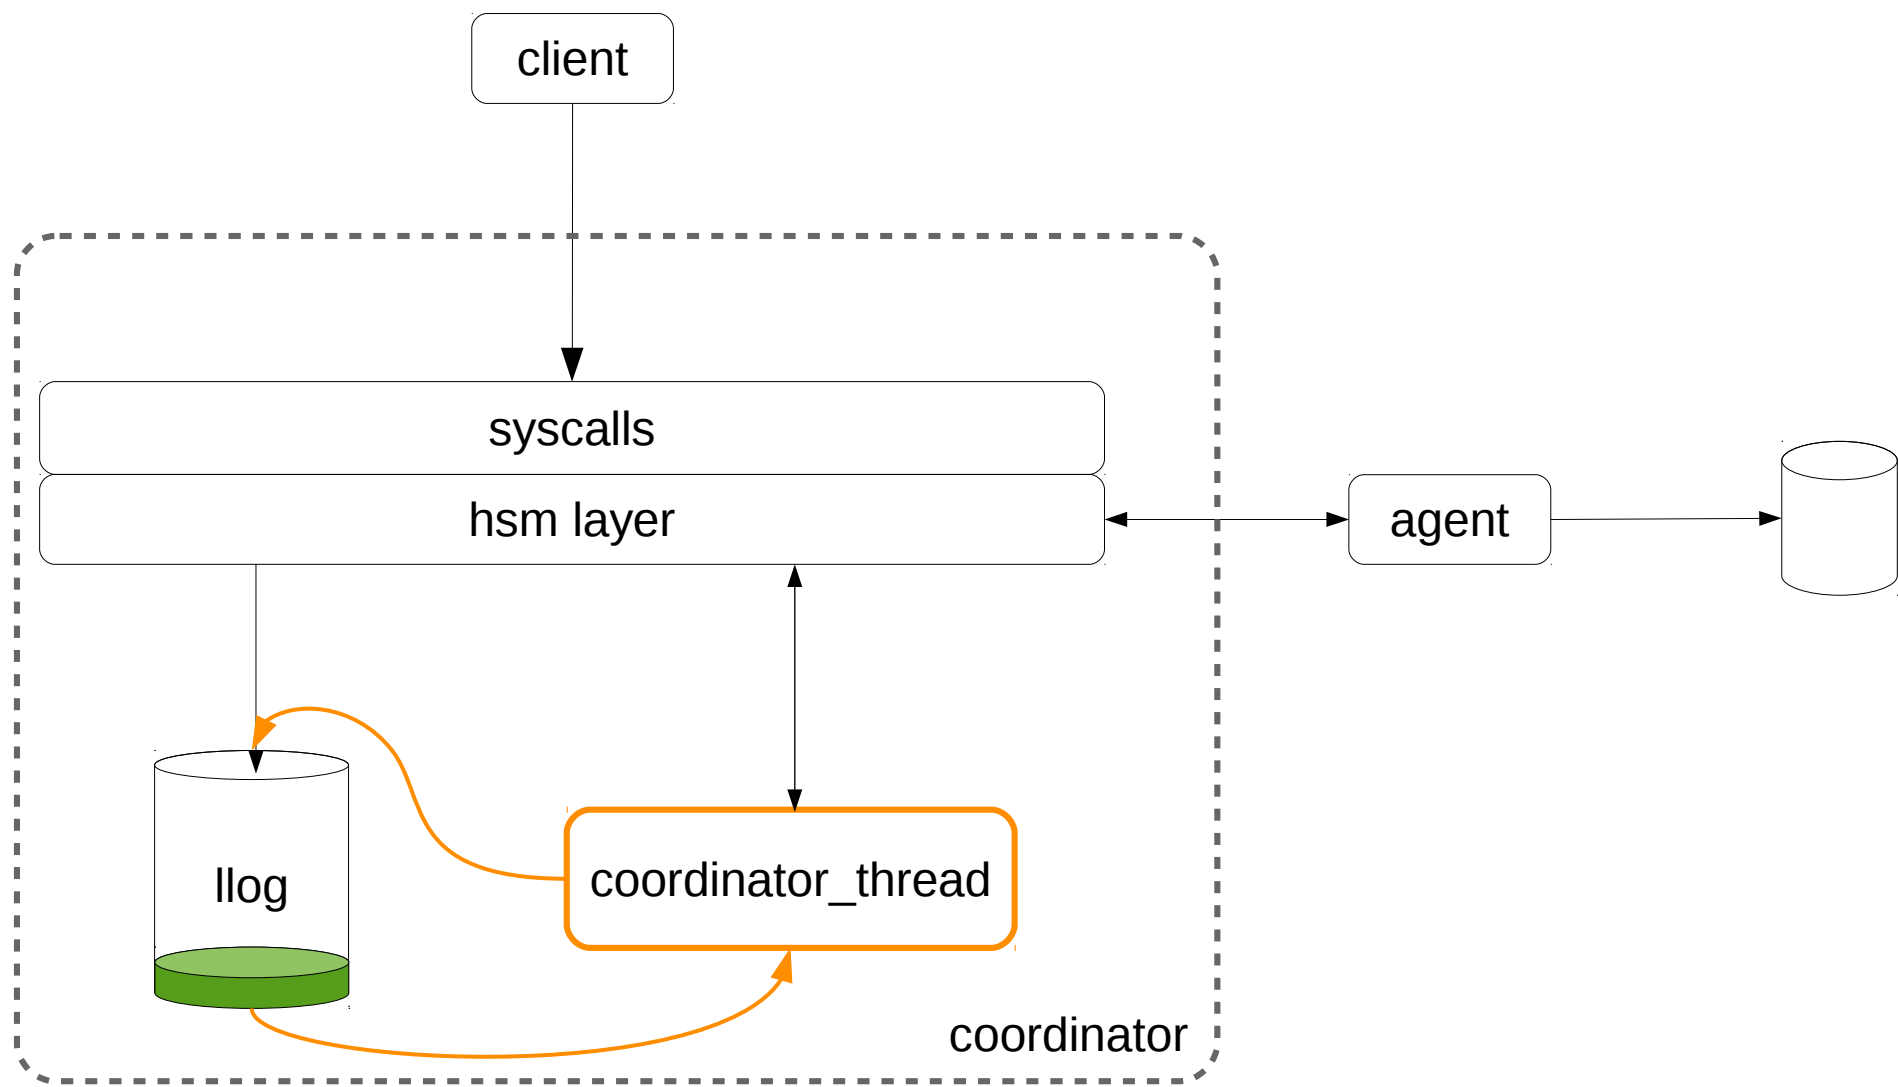 client
syscalls
hsm layer
agent
llog
coordinator_thread
coordinator